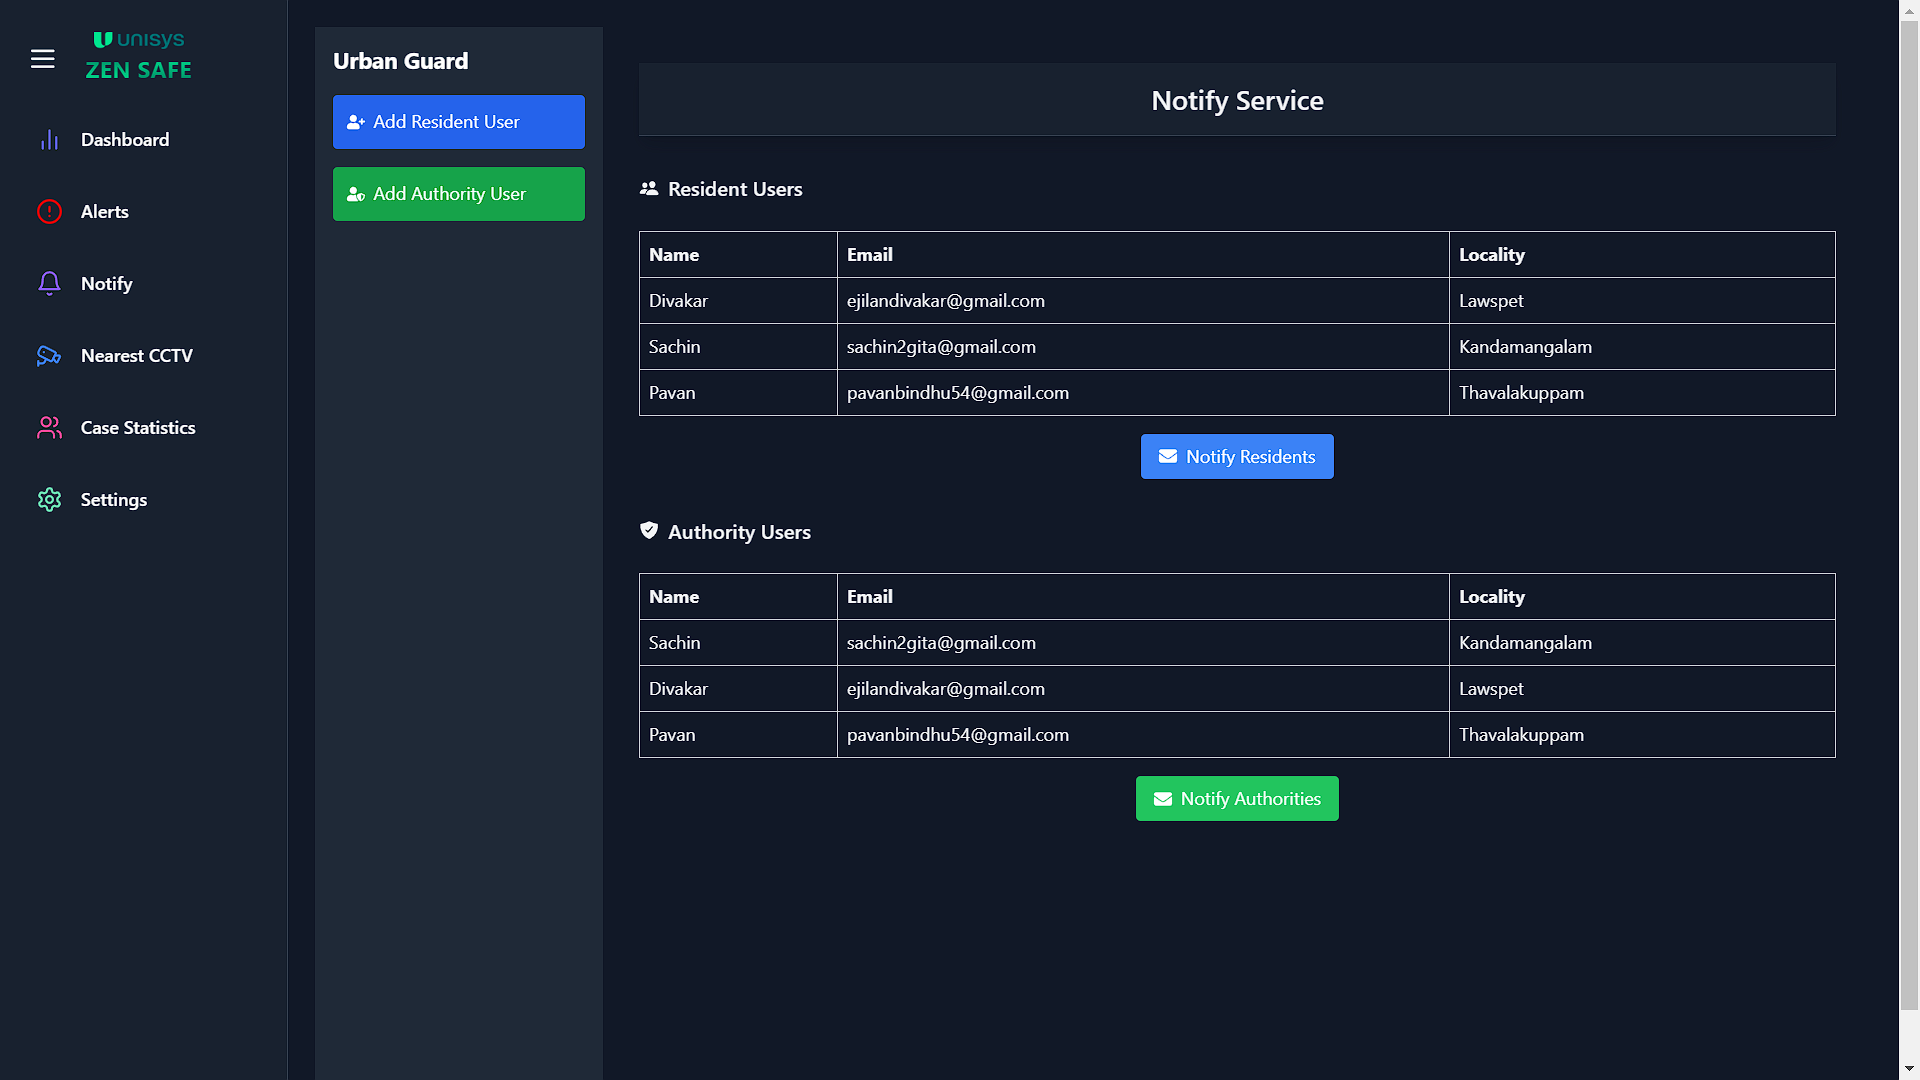 UNISYS
ZEN SAFE
Dashboard
Alerts
Notify
Nearest CCTV
Case Statistics
Settings
Urban Guard
Add Resident User
Add Authority User
Notify Service
Resident Users
Name Email Locality
Divakar ejilandivakar@gmail.com Lawspet
Sachin sachin2gita@gmail.com Kandamangalam
Pavan pavanbindhu54@gmail.com Thavalakuppam
Notify Residents
Authority Users
Name Email Locality
Sachin sachin2gita@gmail.com Kandamangalam
Divakar ejilandivakar@gmail.com Lawspet
Pavan pavanbindhu54@gmail.com Thavalakuppam
Notify Authorities